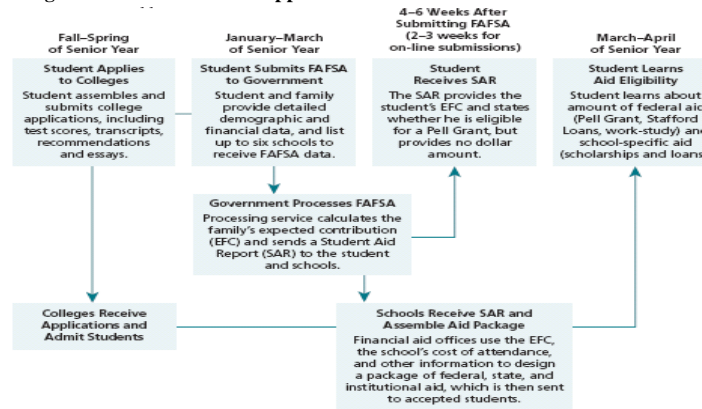 Fall–Spring
of Senior Year
Student Applies
to Colleges
Student assembles and
submits college
applications, including
test scores, transcripts,
recommendations
and essays.
January–March
of Senior Year
Student Submits FAFSA
to Government
Student and family
provide detailed
demographic and
financial data, and list
up to six schools to
receive FAFSA data.
4–6 Weeks After
Submitting FAFSA
(2–3 weeks for
on-line submissions)
Student
Receives SAR
The SAR provides the
student's EFC and states
whether he is eligible
for a Pell Grant, but
provides no dollar
amount.
March–April
of Senior Year
Student Learns
Aid Eligibility
Student learns about
amount of federal aid
(Pell Grant, Stafford
Loans, work-study) and
school-specific aid
(scholarships and loans
Government Processes FAFSA
Processing service calculates the
family's expected contribution
(EFC) and sends a Student Aid
Report (SAR) to the student
and schools.
Colleges Receive
Applications and
Admit Students
Schools Receive SAR and
Assemble Aid Package
Financial aid offices use the EFC,
the school's cost of attendance,
and other information to design
a package of federal, state, and
institutional aid, which is then sent
to accepted students.